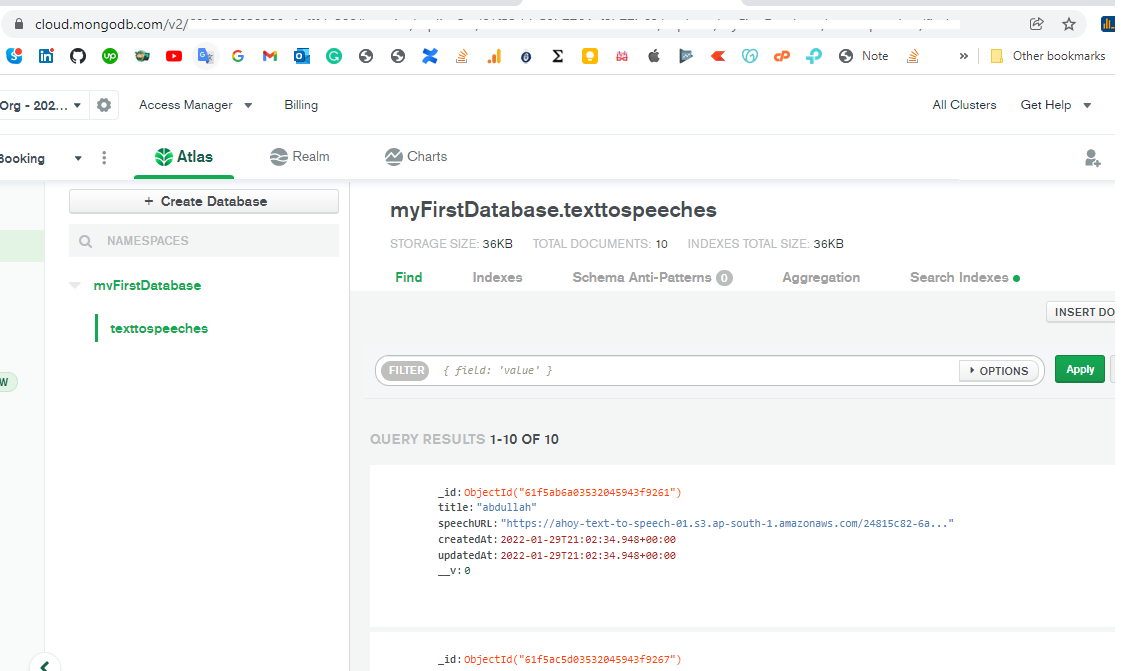 cloud.mongodb.com/v2/
Note
»
Other bookmarks
Org - 202...
Access Manager
Billing
All Clusters
Get Help
Booking
Atlas
Realm
Charts
+ Create Database
NAMESPACES
myFirstDatabase
texttospeeches
W
myFirstDatabase.texttospeeches
STORAGE SIZE: 36KB TOTAL DOCUMENTS: 10 INDEXES TOTAL SIZE: 36KB
Find
Indexes
Schema Anti-Patterns 0
Aggregation
Search Indexes
INSERT DO
FILTER { field: 'value' } OPTIONS Apply
QUERY RESULTS 1-10 OF 10
_id: ObjectId("61f5ab6a03532045943f9261")
title: "abdullah"
speechURL: "https://ahoy-text-to-speech-01.s3.ap-south-1.amazonaws.com/24815c82-6a..."
createdAt: 2022-01-29T21:02:34.948+00:00
updatedAt: 2022-01-29T21:02:34.948+00:00
__v: 0
_id: ObjectId("61f5ac5d03532045943f9267")